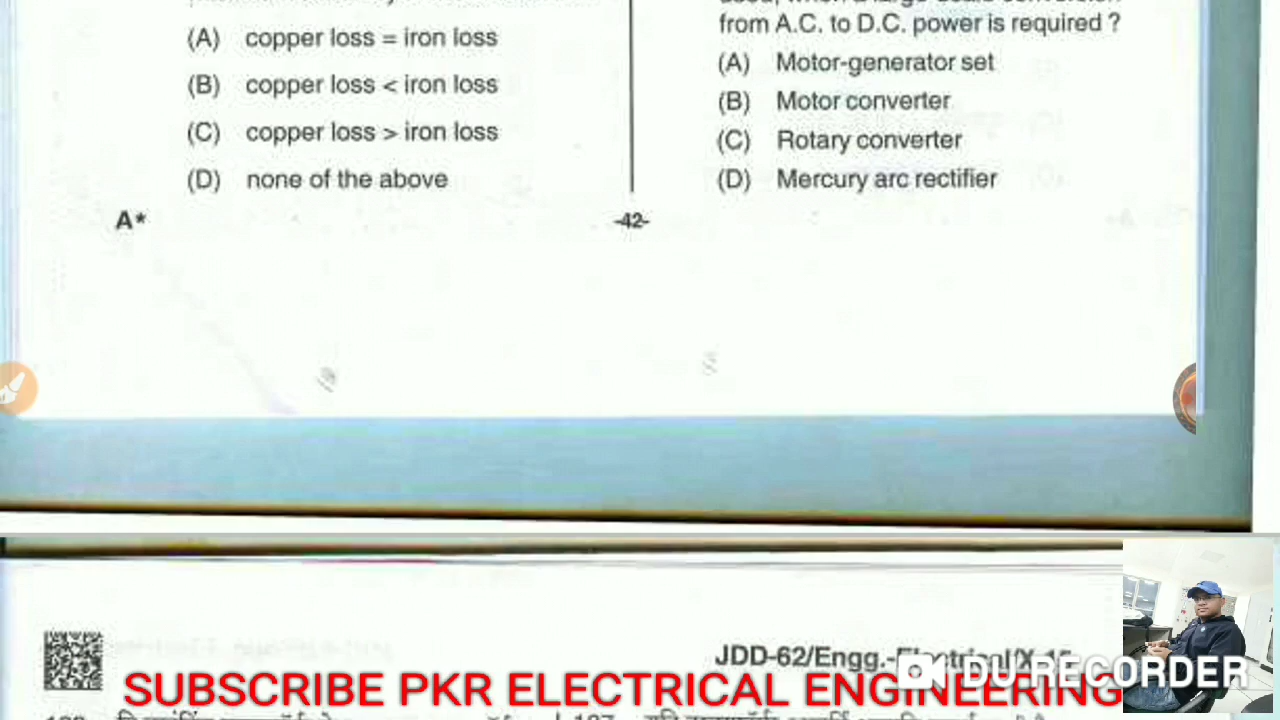 (A) copper loss = iron loss
(B) copper loss < iron loss
(C) copper loss > iron loss
(D) none of the above
from A.C. to D.C. power is required ?
(A) Motor-generator set
(B) Motor converter
(C) Rotary converter
(D) Mercury arc rectifier
A*
-42-
JDD-62/Engg.-Electrical/X-15
DU RECORDER
SUBSCRIBE PKR ELECTRICAL ENGINEERING